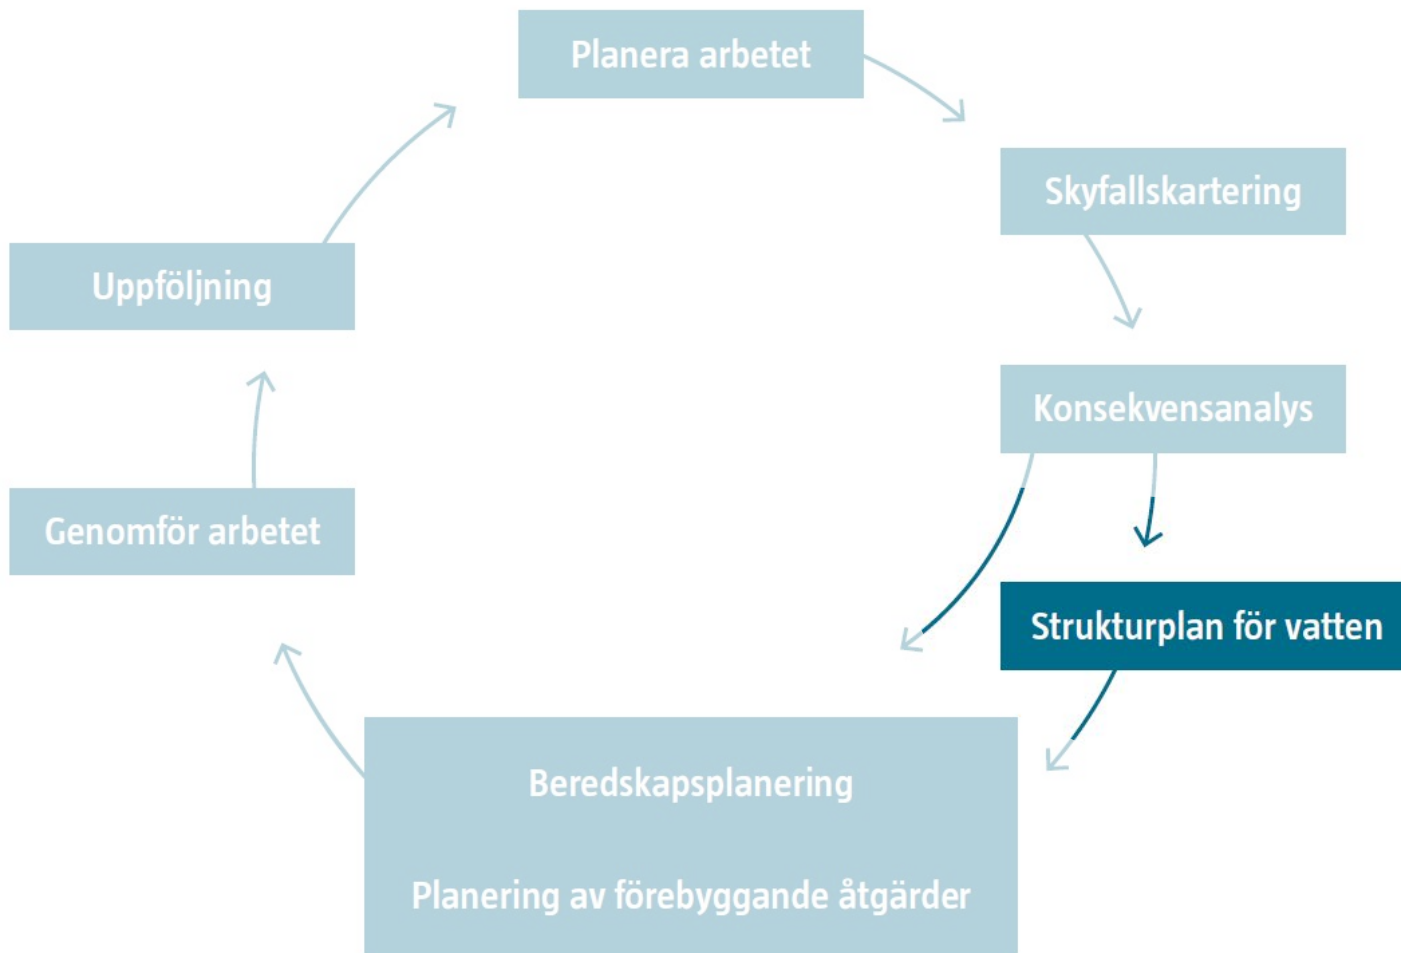 Planera arbetet
Skyfallskartering
Uppföljning
Konsekvensanalys
Genomför arbetet
Strukturplan för vatten
Beredskapsplanering
Planering av förebyggande åtgärder